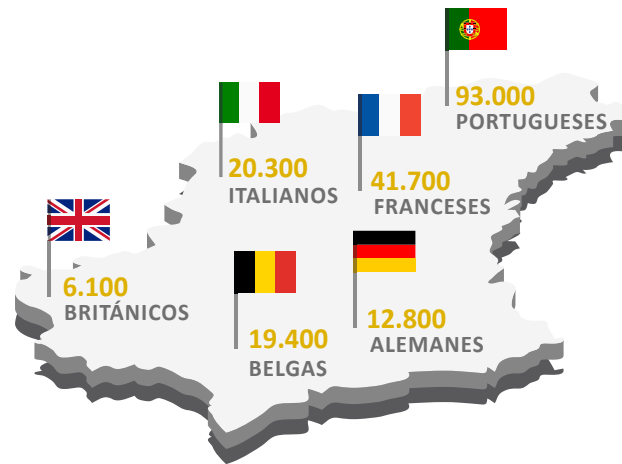 93.000
PORTUGUESES
20.300
ITALIANOS
41.700
FRANCESES
6.100
BRITÁNICOS
19.400
BELGAS
12.800
ALEMANES